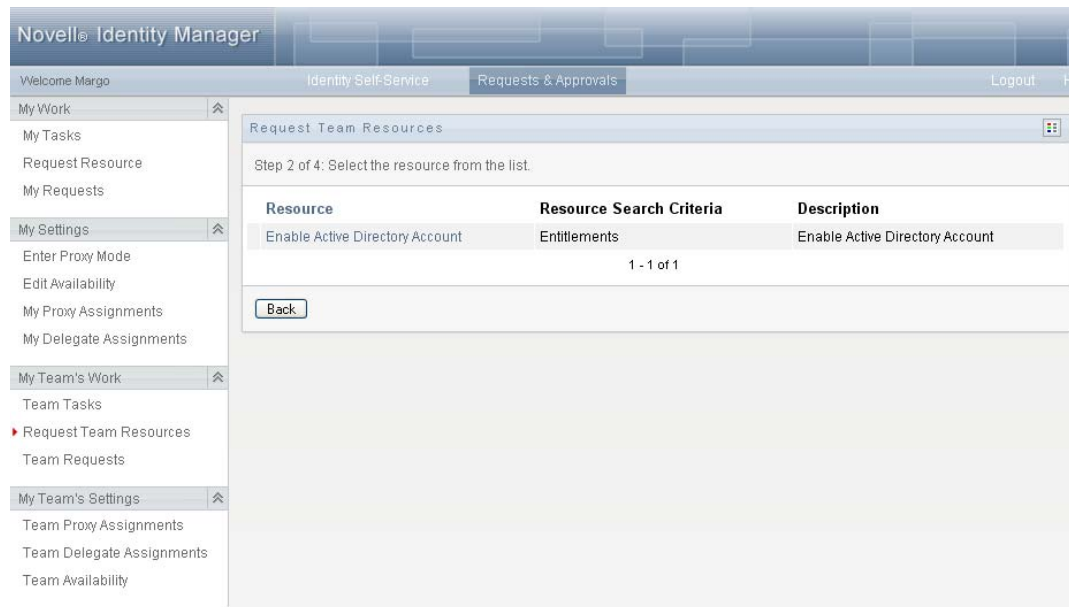 Novell® Identity Manager
Welcome Margo
Identity Self-Service
Requests & Approvals
Logout
My Work
My Tasks
Request Resource
My Requests
My Settings
Enter Proxy Mode
Edit Availability
My Proxy Assignments
My Delegate Assignments
My Team's Work
Team Tasks
Request Team Resources
Team Requests
My Team's Settings
Team Proxy Assignments
Team Delegate Assignments
Team Availability
Request Team Resources
Step 2 of 4: Select the resource from the list.
Resource Resource Search Criteria Description
Enable Active Directory Account Entitlements Enable Active Directory Account
1 - 1 of 1
Back